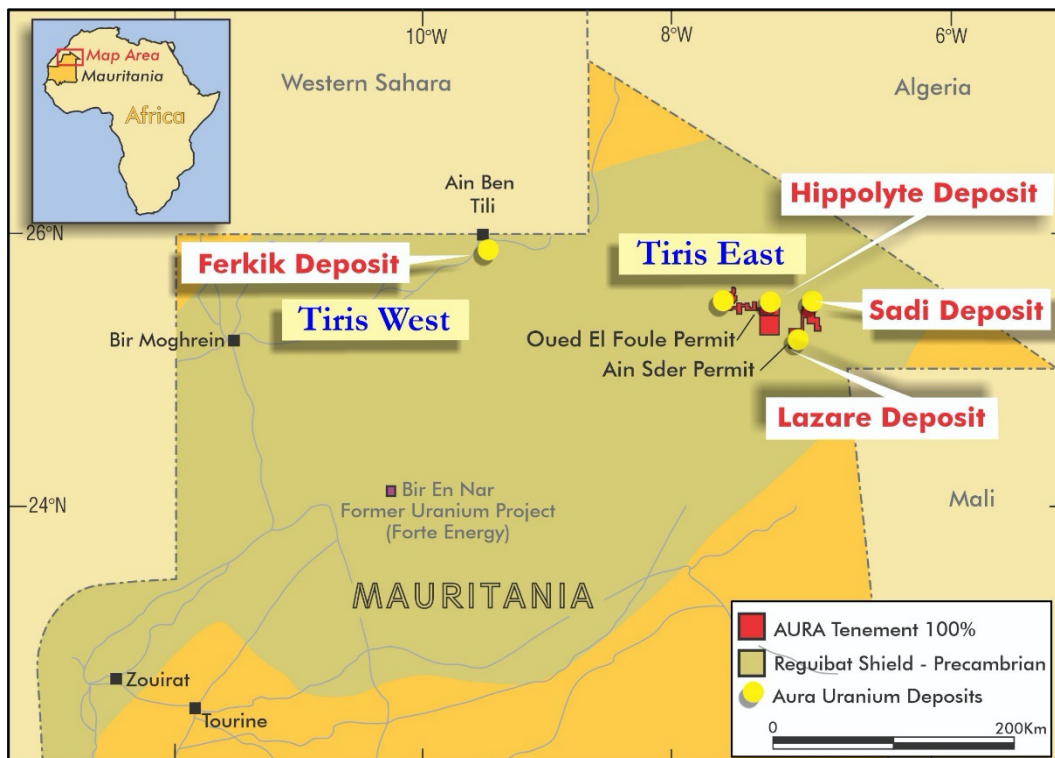 10°W
8°W
6°W
Map Area
Mauritania
Africa
Western Sahara
Algeria
Ain Ben
Tili
Hippolyte Deposit
26°N
Ferkik Deposit
Tiris East
Tiris West
Sadi Deposit
Bir Moghrein
Oued El Foule Permit
Ain Sder Permit
Lazare Deposit
24°N
Bir En Nar
Former Uranium Project
(Forte Energy)
Mali
MAURITANIA
AURA Tenement 100%
Reguibat Shield - Precambrian
Aura Uranium Deposits
Zouirat
Tourine
0
200Km